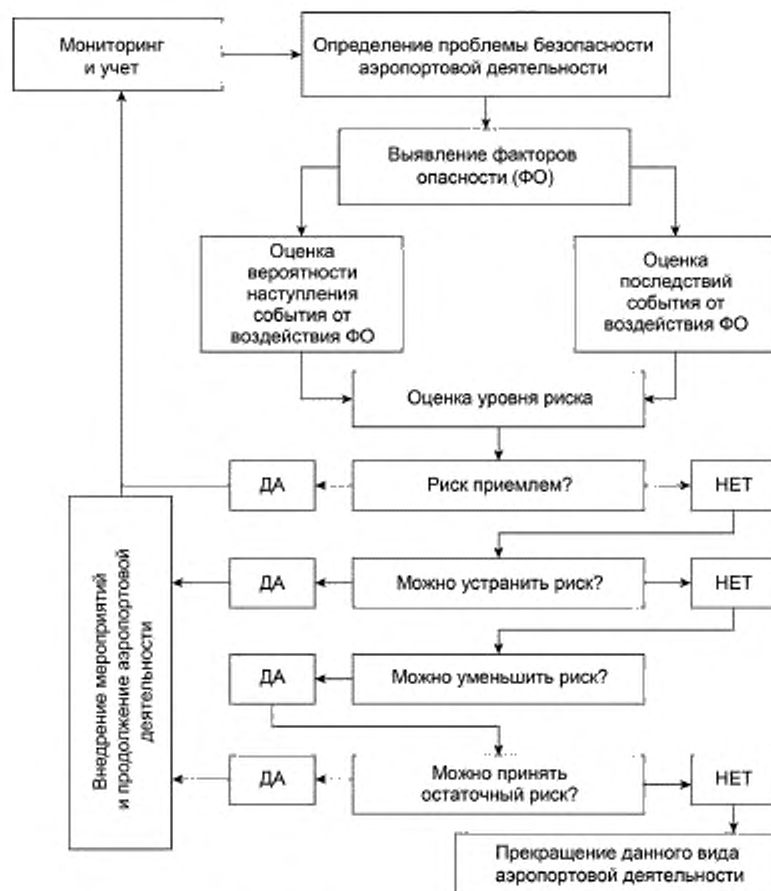 Мониторинг
и учет
Определение проблемы безопасности
аэропортовой деятельности
Выявление факторов
опасности (ФО)
Оценка
вероятности
наступления
события от
воздействия ФО
Оценка
последствий
события от
воздействия ФО
Оценка уровня риска
ДА
Риск приемлем?
НЕТ
ДА
Можно устранить риск?
НЕТ
ДА
Можно уменьшить риск?
ДА
Можно принять
остаточный риск?
НЕТ
Внедрение мероприятий
и продолжение аэропортовой
деятельности
Прекращение данного вида
аэропортовой деятельности